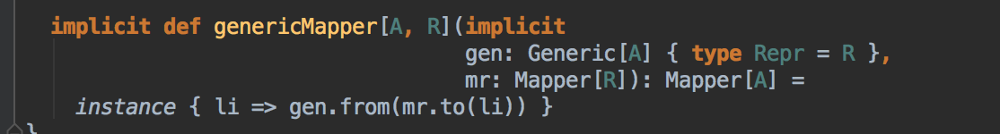 implicit def genericMapper[A, R](implicit
gen: Generic[A] { type Repr = R },
mr: Mapper[R]): Mapper[A] =
instance { li => gen.from(mr.to(li)) }
}